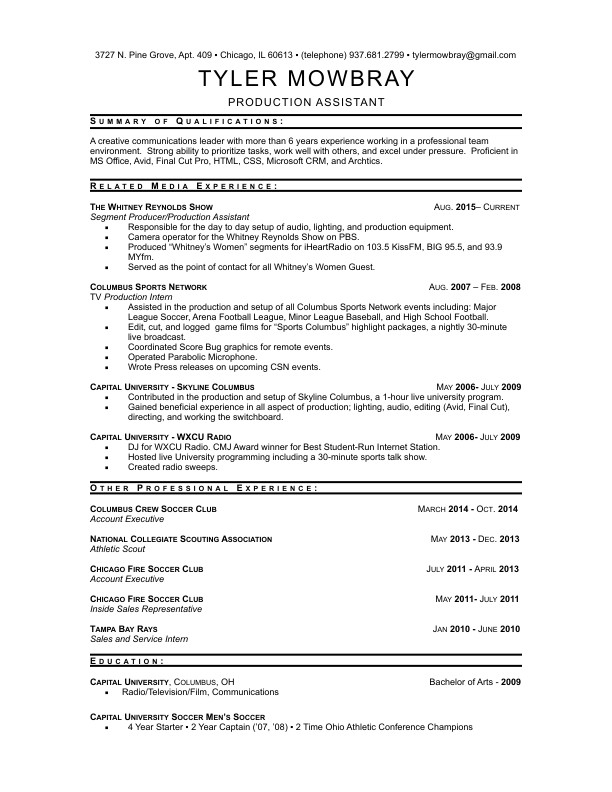 3727 N. Pine Grove, Apt. 409 • Chicago, IL 60613 • (telephone) 937.681.2799 • tylermowbray@gmail.com
TYLER MOWBRAY
PRODUCTION ASSISTANT
SUMMARY OF QUALIFICATIONS:
A creative communications leader with more than 6 years experience working in a professional team
environment.  Strong ability to prioritize tasks, work well with others, and excel under pressure.  Proficient in
MS Office, Avid, Final Cut Pro, HTML, CSS, Microsoft CRM, and Archtics.
RELATED MEDIA EXPERIENCE:
THE WHITNEY REYNOLDS SHOW AUG. 2015– CURRENT
Segment Producer/Production Assistant
▪ Responsible for the day to day setup of audio, lighting, and production equipment.
▪ Camera operator for the Whitney Reynolds Show on PBS.
▪ Produced “Whitney’s Women” segments for iHeartRadio on 103.5 KissFM, BIG 95.5, and 93.9
MYfm.
▪ Served as the point of contact for all Whitney’s Women Guest.
COLUMBUS SPORTS NETWORK AUG. 2007 – FEB. 2008
TV Production Intern
▪ Assisted in the production and setup of all Columbus Sports Network events including: Major
League Soccer, Arena Football League, Minor League Baseball, and High School Football.
▪ Edit, cut, and logged  game films for “Sports Columbus” highlight packages, a nightly 30-minute
live broadcast.
▪ Coordinated Score Bug graphics for remote events.
▪ Operated Parabolic Microphone.
▪ Wrote Press releases on upcoming CSN events.
CAPITAL UNIVERSITY - SKYLINE COLUMBUS MAY 2006- JULY 2009
▪ Contributed in the production and setup of Skyline Columbus, a 1-hour live university program.
▪ Gained beneficial experience in all aspect of production; lighting, audio, editing (Avid, Final Cut),
directing, and working the switchboard.
CAPITAL UNIVERSITY - WXCU RADIO MAY 2006- JULY 2009
▪ DJ for WXCU Radio. CMJ Award winner for Best Student-Run Internet Station.
▪ Hosted live University programming including a 30-minute sports talk show.
▪ Created radio sweeps.
OTHER PROFESSIONAL EXPERIENCE:
COLUMBUS CREW SOCCER CLUB MARCH 2014 - OCT. 2014
Account Executive
NATIONAL COLLEGIATE SCOUTING ASSOCIATION MAY 2013 - DEC. 2013
Athletic Scout
CHICAGO FIRE SOCCER CLUB JULY 2011 - APRIL 2013
Account Executive
CHICAGO FIRE SOCCER CLUB MAY 2011- JULY 2011
Inside Sales Representative
TAMPA BAY RAYS JAN 2010 - JUNE 2010
Sales and Service Intern
EDUCATION:
CAPITAL UNIVERSITY, COLUMBUS, OH Bachelor of Arts - 2009
▪ Radio/Television/Film, Communications
CAPITAL UNIVERSITY SOCCER MEN'S SOCCER
▪ 4 Year Starter ▪ 2 Year Captain (’07, ’08) ▪ 2 Time Ohio Athletic Conference Champions